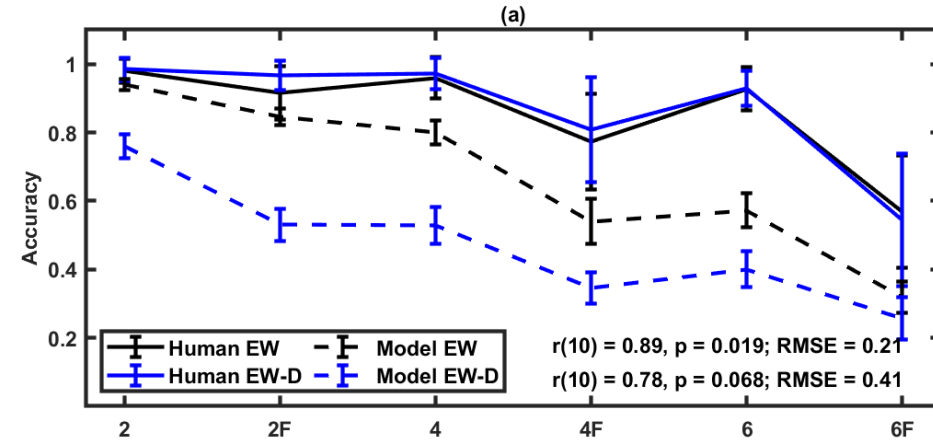 (a)
1
0.8
0.6
0.4
0.2
Accuracy
Human EW
Model EW
Human EW-D
Model EW-D
r(10) = 0.89, p = 0.019; RMSE = 0.21
r(10) = 0.78, p = 0.068; RMSE = 0.41
2 2F 4 4F 6 6F